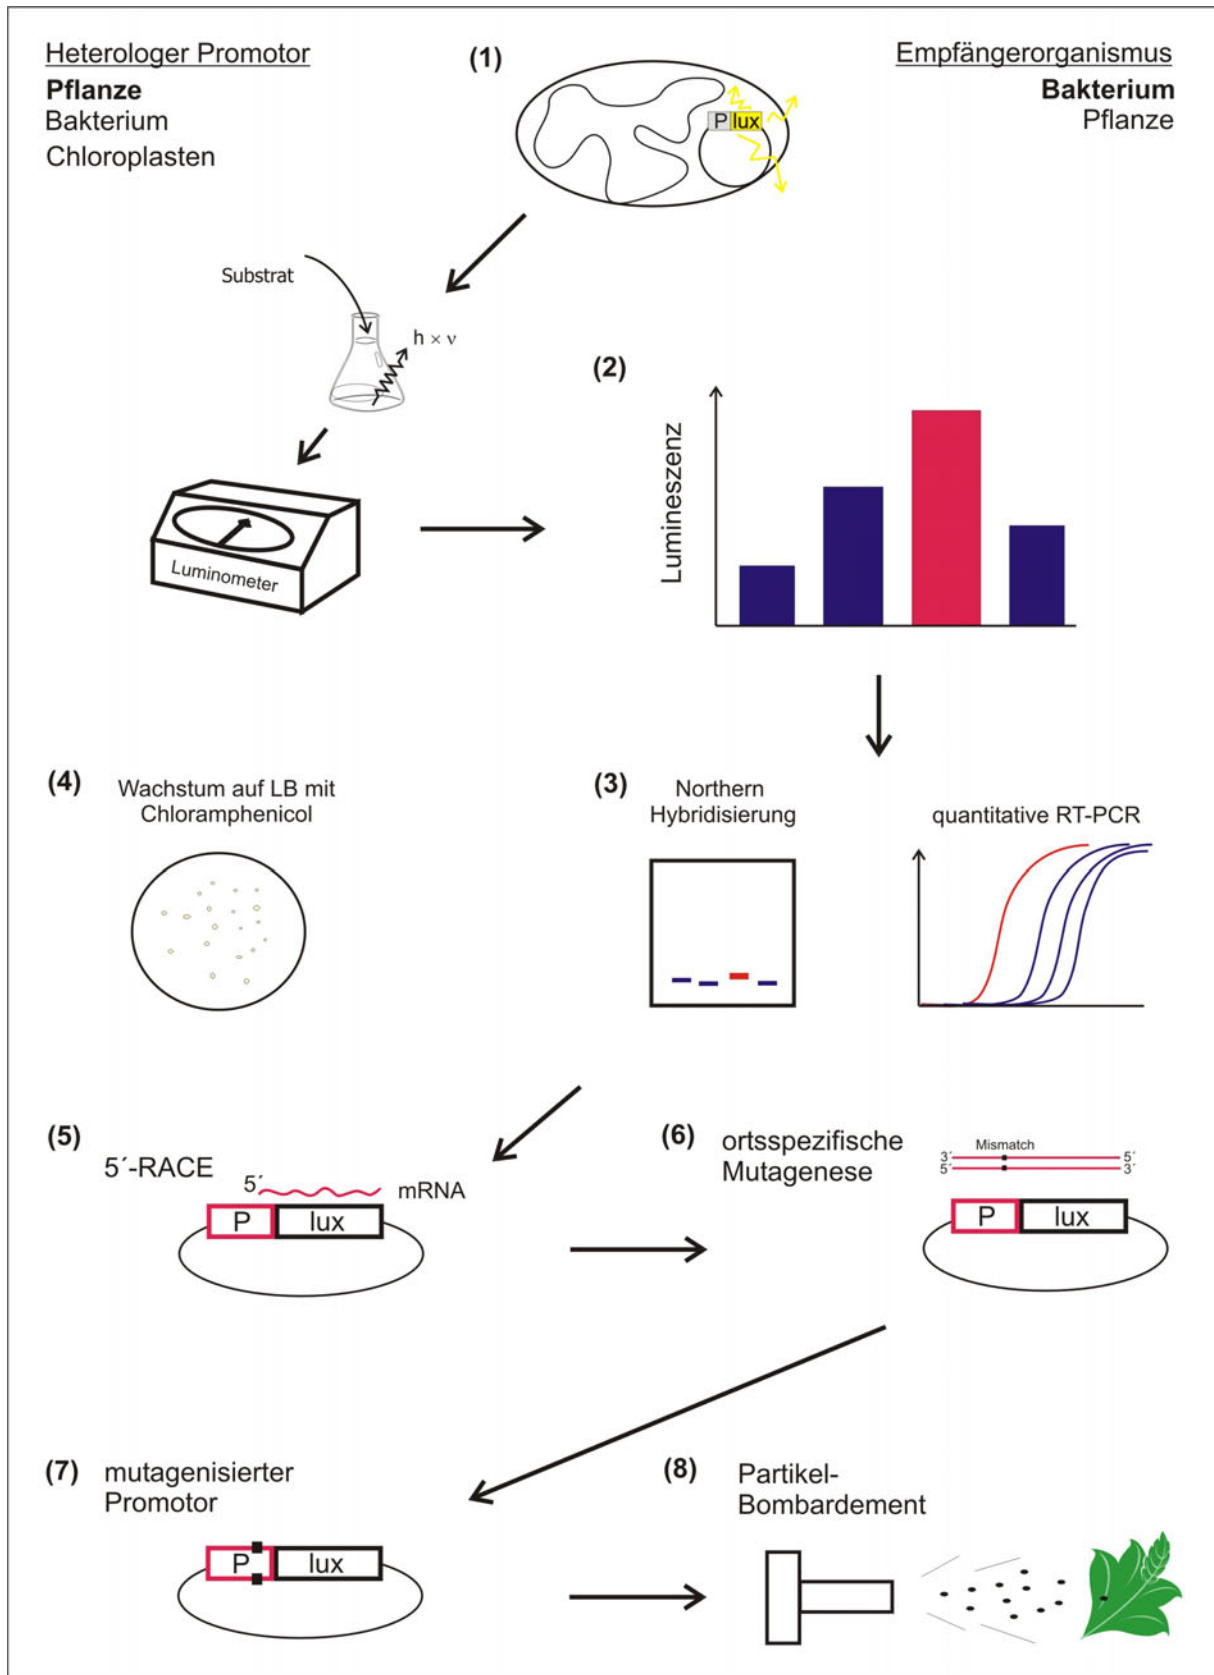 Heterologer Promotor
Pflanze
Bakterium
Chloroplasten
(1)
P lux
Empfängerorganismus
Bakterium
Pflanze
Substrat
h × ν
Luminometer
(2)
Lumineszenz
(4)
Wachstum auf LB mit
Chloramphenicol
(3)
Northern
Hybridisierung
quantitative RT-PCR
(5)
5´-RACE
5´
mRNA
P lux
(6)
ortsspezifische
Mutagenese
Mismatch
3´ 5´
5´ 3´
P lux
(7)
mutagenisierter
Promotor
P lux
(8)
Partikel-
Bombardement